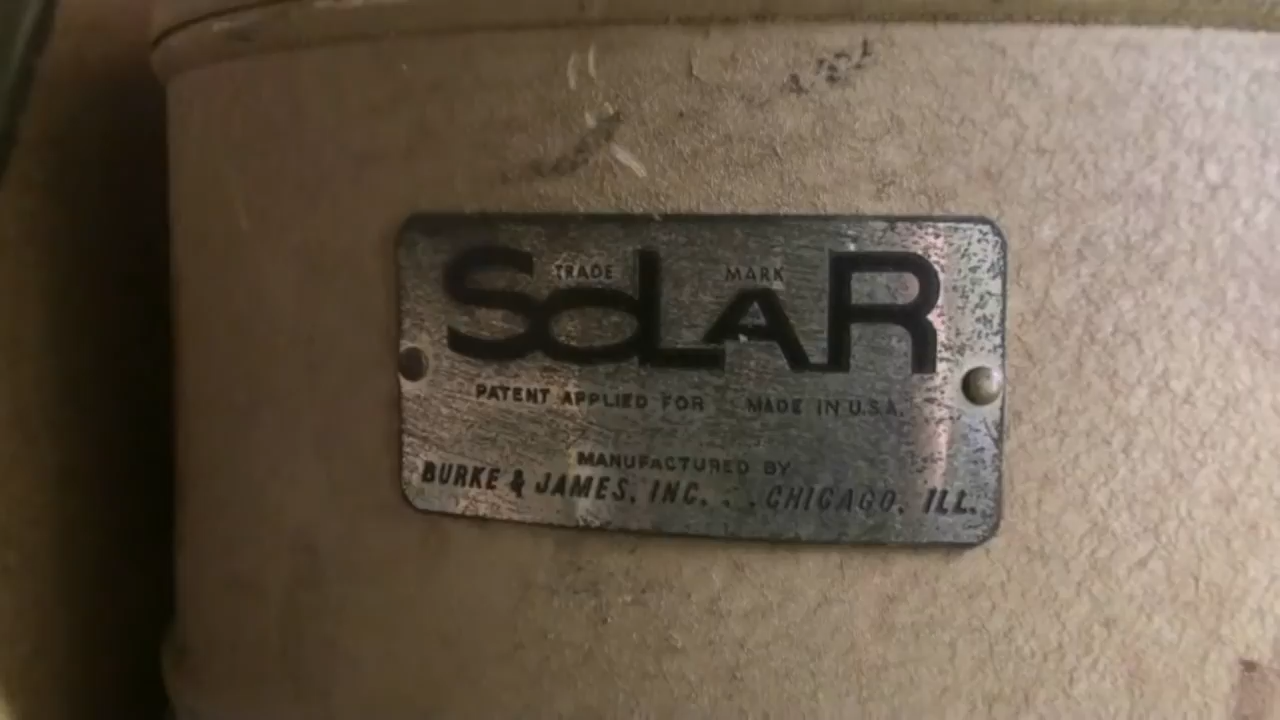 TRADE MARK
SOLAR
PATENT APPLIED FOR MADE IN U.S.A.
MANUFACTURED BY
BURKE & JAMES, INC. . . CHICAGO, ILL.